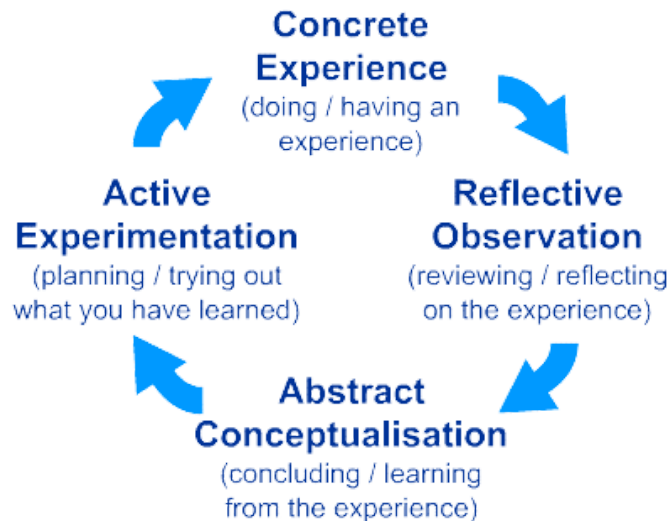 Concrete
Experience
(doing / having an
experience)
Reflective
Observation
(reviewing / reflecting
on the experience)
Abstract
Conceptualisation
(concluding / learning
from the experience)
Active
Experimentation
(planning / trying out
what you have learned)